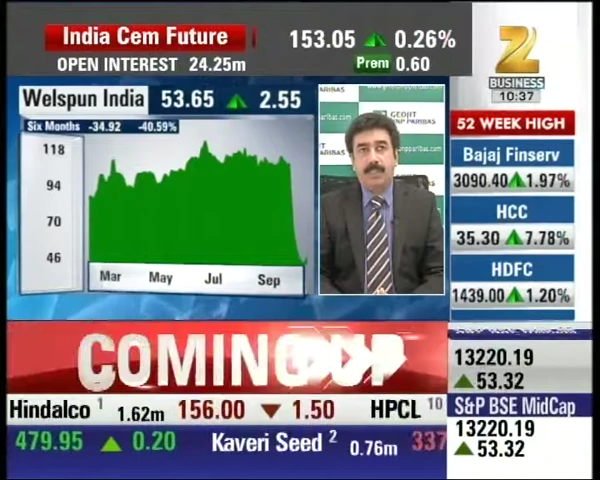 India Cem Future
153.05 ▲ 0.26%
OPEN INTEREST 24.25m
Prem 0.60
Z
BUSINESS
10:37
Welspun India 53.65 ▲ 2.55
Six Months -34.92 -40.59%
118
94
70
46
Mar May Jul Sep
GEOJIT
BNP PARIBAS
52 WEEK HIGH
Bajaj Finserv
3090.40 ▲ 1.97%
HCC
35.30 ▲ 7.78%
HDFC
1439.00 ▲ 1.20%
COMING UP
13220.19
▲ 53.32
S&P BSE MidCap
13220.19
▲ 53.32
Hindalco 1 1.62m 156.00 ▼ 1.50 HPCL 10
479.95 ▲ 0.20 Kaveri Seed 2 0.76m 337